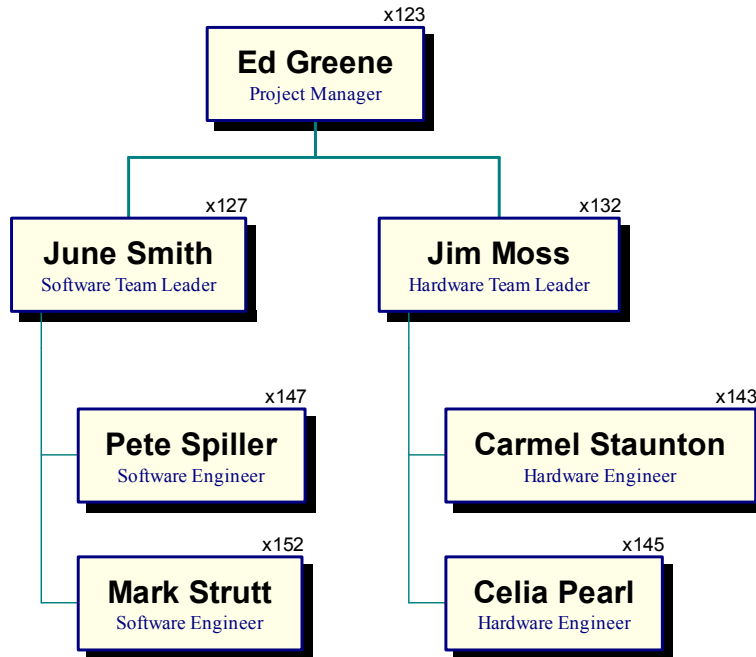 x123
Ed Greene
Project Manager
x127
June Smith
Software Team Leader
x132
Jim Moss
Hardware Team Leader
x147
Pete Spiller
Software Engineer
x143
Carmel Staunton
Hardware Engineer
x152
Mark Strutt
Software Engineer
x145
Celia Pearl
Hardware Engineer